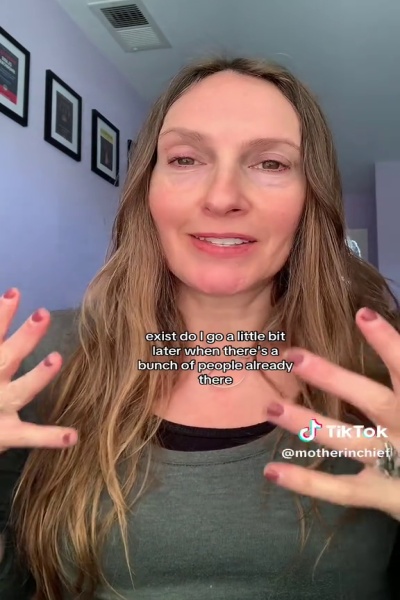 exist do I go a little bit
later when there's a
bunch of people already
there
TikTok
@motherinchief